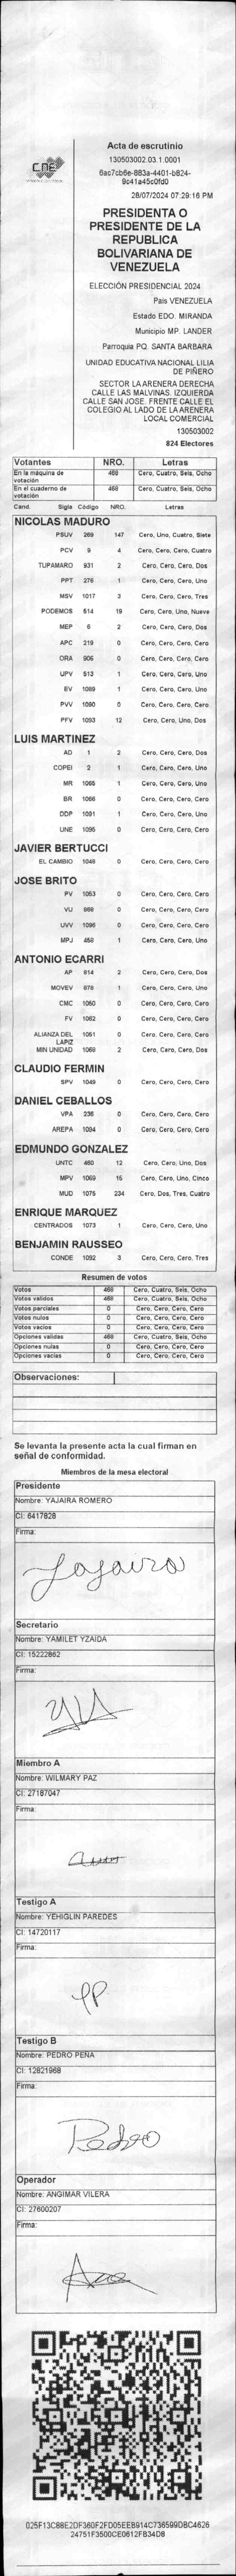 CNE
Acta de escrutinio
130503002.03.1.0001
6ac7cb6e-883a-4401-b824-
9c41a45c0fd0
28/07/2024 07:29:16 PM
PRESIDENTA O
PRESIDENTE DE LA
REPUBLICA
BOLIVARIANA DE
VENEZUELA
ELECCIÓN PRESIDENCIAL 2024
País VENEZUELA
Estado EDO. MIRANDA
Municipio MP. LANDER
Parroquia PQ. SANTA BARBARA
UNIDAD EDUCATIVA NACIONAL LILIA
DE PIÑERO
SECTOR LA ARENERA DERECHA
CALLE LAS MALVINAS. IZQUIERDA
CALLE SAN JOSE. FRENTE CALLE EL
COLEGIO AL LADO DE LA ARENERA
LOCAL COMERCIAL
130503002
824 Electores
Votantes NRO. Letras
En la máquina de votación 468 Cero, Cuatro, Seis, Ocho
En el cuaderno de votación 468 Cero, Cuatro, Seis, Ocho
Cand. Sigla Código NRO. Letras
NICOLAS MADURO
PSUV 269 147 Cero, Uno, Cuatro, Siete
PCV 9 4 Cero, Cero, Cero, Cuatro
TUPAMARO 931 2 Cero, Cero, Cero, Dos
PPT 276 1 Cero, Cero, Cero, Uno
MSV 1017 3 Cero, Cero, Cero, Tres
PODEMOS 514 19 Cero, Cero, Uno, Nueve
MEP 6 2 Cero, Cero, Cero, Dos
APC 219 0 Cero, Cero, Cero, Cero
ORA 906 0 Cero, Cero, Cero, Cero
UPV 513 1 Cero, Cero, Cero, Uno
EV 1089 1 Cero, Cero, Cero, Uno
PVV 1090 0 Cero, Cero, Cero, Cero
PFV 1093 12 Cero, Cero, Uno, Dos
LUIS MARTINEZ
AD 1 2 Cero, Cero, Cero, Dos
COPEI 2 1 Cero, Cero, Cero, Uno
MR 1065 1 Cero, Cero, Cero, Uno
BR 1066 0 Cero, Cero, Cero, Cero
DDP 1091 1 Cero, Cero, Cero, Uno
UNE 1095 0 Cero, Cero, Cero, Cero
JAVIER BERTUCCI
EL CAMBIO 1048 0 Cero, Cero, Cero, Cero
JOSE BRITO
PV 1053 0 Cero, Cero, Cero, Cero
VU 868 0 Cero, Cero, Cero, Cero
UVV 1096 0 Cero, Cero, Cero, Cero
MPJ 458 1 Cero, Cero, Cero, Uno
ANTONIO ECARRI
AP 814 2 Cero, Cero, Cero, Dos
MOVEV 878 1 Cero, Cero, Cero, Uno
CMC 1050 0 Cero, Cero, Cero, Cero
FV 1062 0 Cero, Cero, Cero, Cero
ALIANZA DEL LAPIZ 1051 0 Cero, Cero, Cero, Cero
MIN UNIDAD 1068 2 Cero, Cero, Cero, Dos
CLAUDIO FERMIN
SPV 1049 0 Cero, Cero, Cero, Cero
DANIEL CEBALLOS
VPA 236 0 Cero, Cero, Cero, Cero
AREPA 1094 0 Cero, Cero, Cero, Cero
EDMUNDO GONZALEZ
UNTC 460 12 Cero, Cero, Uno, Dos
MPV 1069 15 Cero, Cero, Uno, Cinco
MUD 1075 234 Cero, Dos, Tres, Cuatro
ENRIQUE MARQUEZ
CENTRADOS 1073 1 Cero, Cero, Cero, Uno
BENJAMIN RAUSSEO
CONDE 1092 3 Cero, Cero, Cero, Tres
Resumen de votos
Votos 468 Cero, Cuatro, Seis, Ocho
Votos validos 468 Cero, Cuatro, Seis, Ocho
Votos parciales 0 Cero, Cero, Cero, Cero
Votos nulos 0 Cero, Cero, Cero, Cero
Votos vacios 0 Cero, Cero, Cero, Cero
Opciones validas 468 Cero, Cuatro, Seis, Ocho
Opciones nulas 0 Cero, Cero, Cero, Cero
Opciones vacias 0 Cero, Cero, Cero, Cero
Observaciones:
Se levanta la presente acta la cual firman en
señal de conformidad.
Miembros de la mesa electoral
Presidente
Nombre: YAJAIRA ROMERO
CI: 6417828
Firma:
Yajaira
Secretario
Nombre: YAMILET YZAIDA
CI: 15222862
Firma:
Miembro A
Nombre: WILMARY PAZ
CI: 27187047
Firma:
Testigo A
Nombre: YEHIGLIN PAREDES
CI: 14720117
Firma:
YP
Testigo B
Nombre: PEDRO PEÑA
CI: 12821968
Firma:
Pedro
Operador
Nombre: ANGIMAR VILERA
CI: 27600207
Firma:
025F13C88E2DF360F2FD05EEB914C736599DBC4626
24751F3500CE0612FB34D8